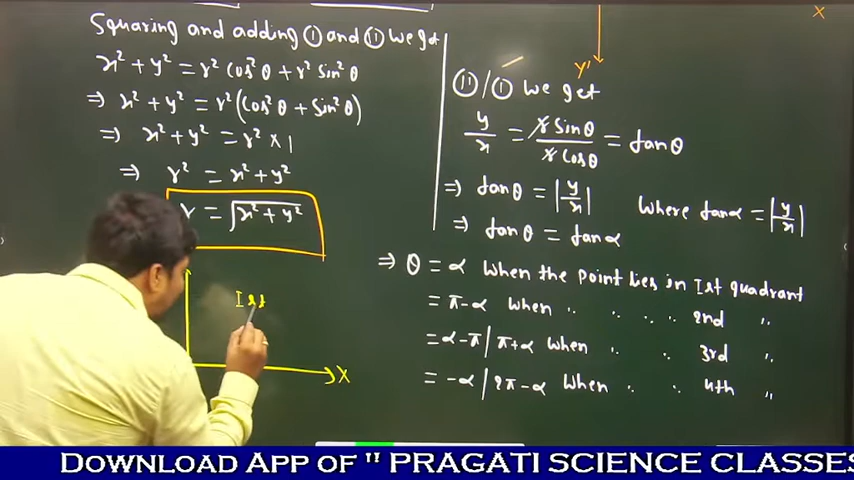 Squaring and adding (i) and (ii) we get
x² + y² = r² cos² θ + r² sin² θ
⇒ x² + y² = r² (cos² θ + sin² θ)
⇒ x² + y² = r² × 1
⇒ r² = x² + y²
r = √x² + y²
Ist
X
X
y'
(ii)/(i) we get
y/x = r sin θ / r cos θ = tan θ
⇒ tan θ = |y/x| Where tan α = |y/x|
⇒ tan θ = tan α
⇒ θ = α when the point lies in Ist quadrant
= π-α when " " " " 2nd "
= α-π | π+α when " " 3rd "
= -α | 2π-α when " " 4th "
DOWNLOAD APP OF " PRAGATI SCIENCE CLASSES